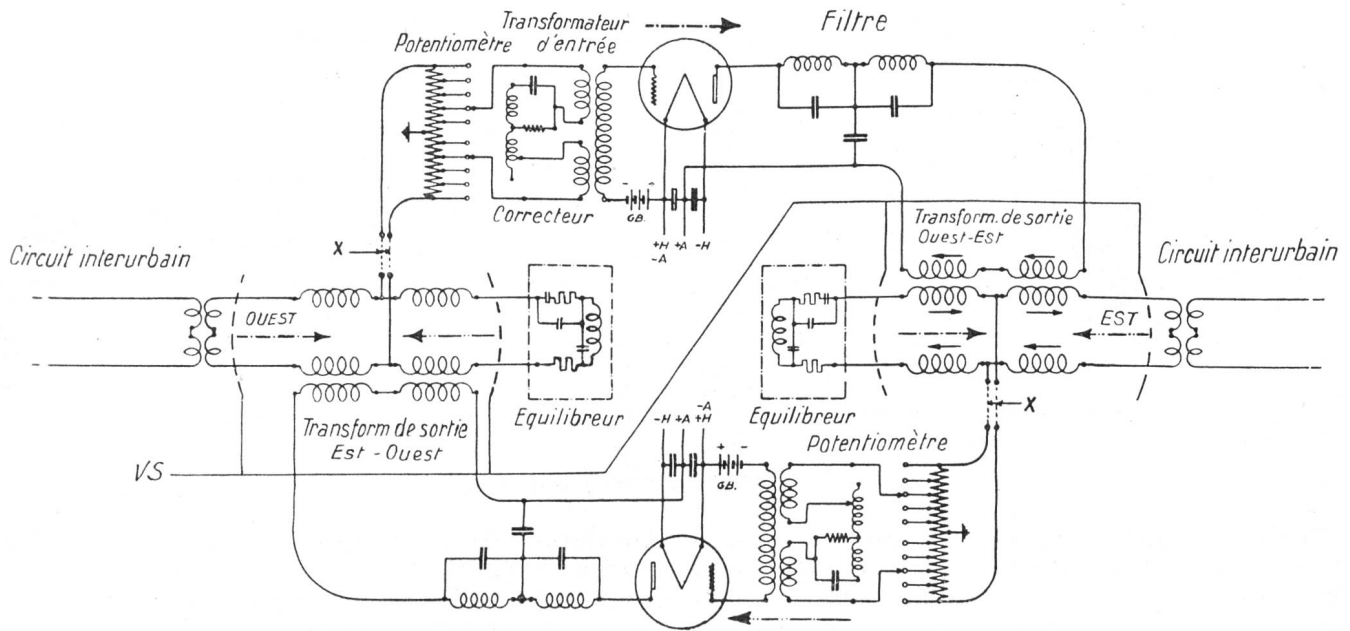 Transformateur
d'entrée
Filtre
Potentiomètre
Correcteur
GB.
+H +A -H
-A
X
Transform. de sortie
Ouest-Est
Circuit interurbain
Circuit interurbain
OUEST
EST
Equilibreur
Equilibreur
Transform de sortie
Est - Ouest
-A
-H +A +H
X
Potentiomètre
VS
+ -
GB.